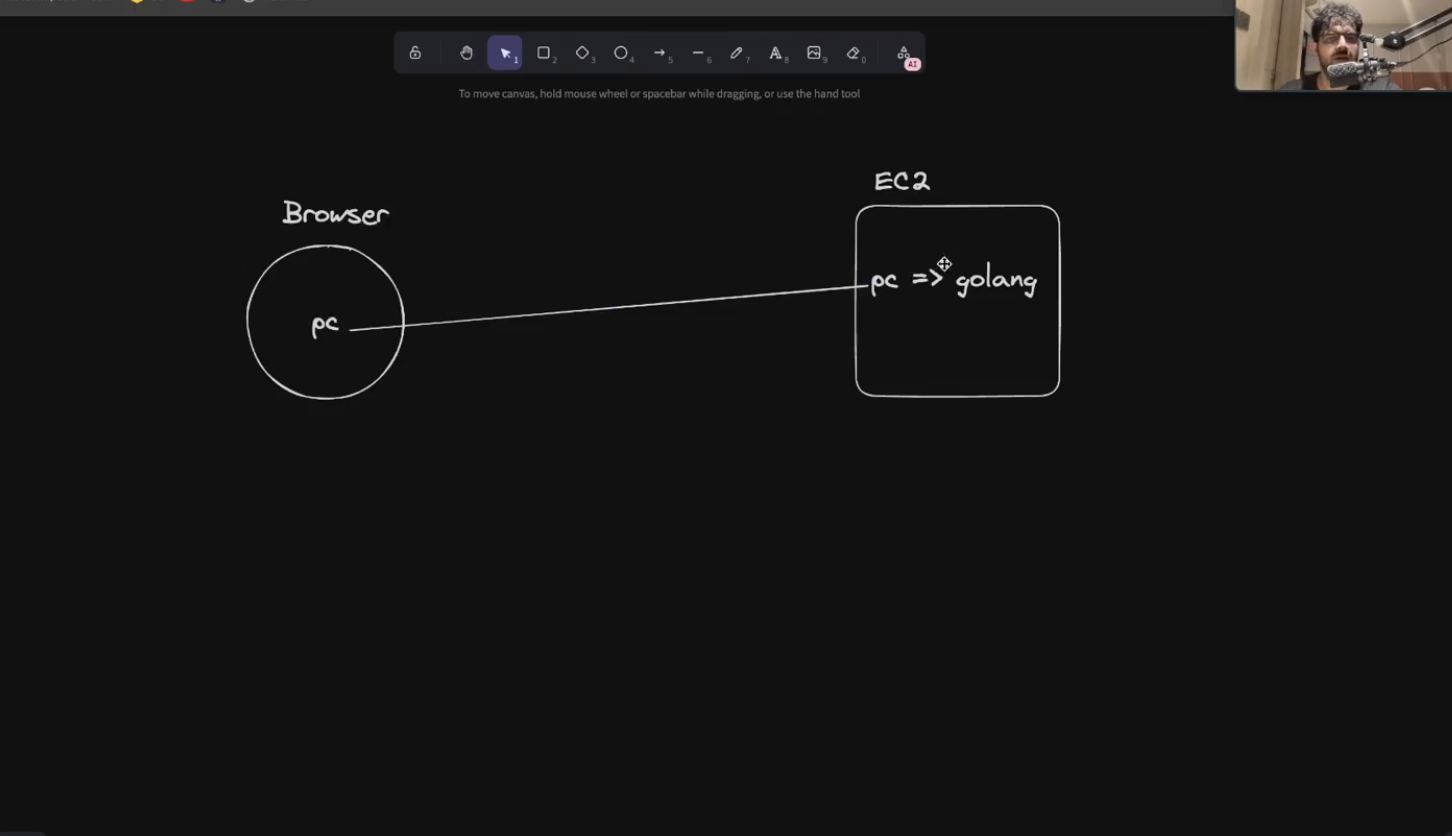 1
2
3
4
5
6
7
8
9
0
AI
To move canvas, hold mouse wheel or spacebar while dragging, or use the hand tool
EC2
Browser
pc => golang
pc